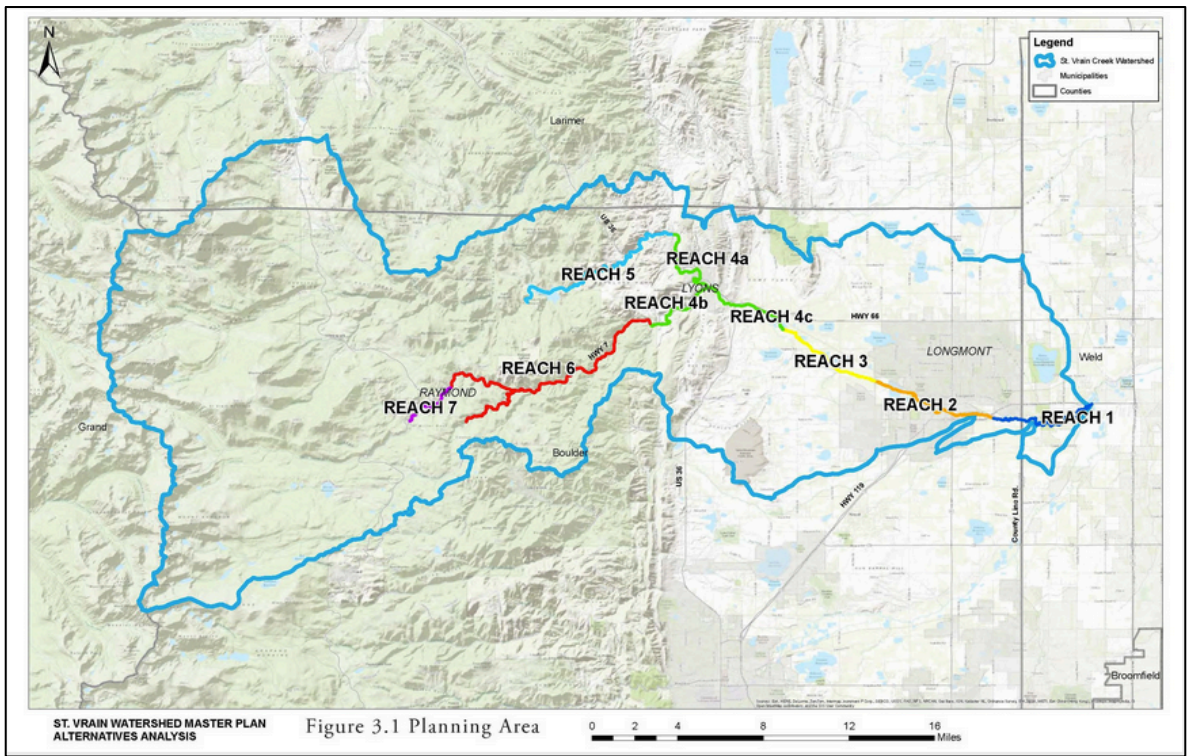 N
Legend
St. Vrain Creek Watershed
Municipalities
Counties
Larimer
US 36
REACH 5
REACH 4a
LYONS
REACH 4b
REACH 4c
HWY 66
HWY 7
REACH 3
LONGMONT
Weld
REACH 6
RAYMOND
REACH 7
REACH 2
REACH 1
Grand
Boulder
US 36
HWY 119
County Line Rd.
Broomfield
ST. VRAIN WATERSHED MASTER PLAN
ALTERNATIVES ANALYSIS
Figure 3.1 Planning Area
0 2 4 8 12 16
Miles